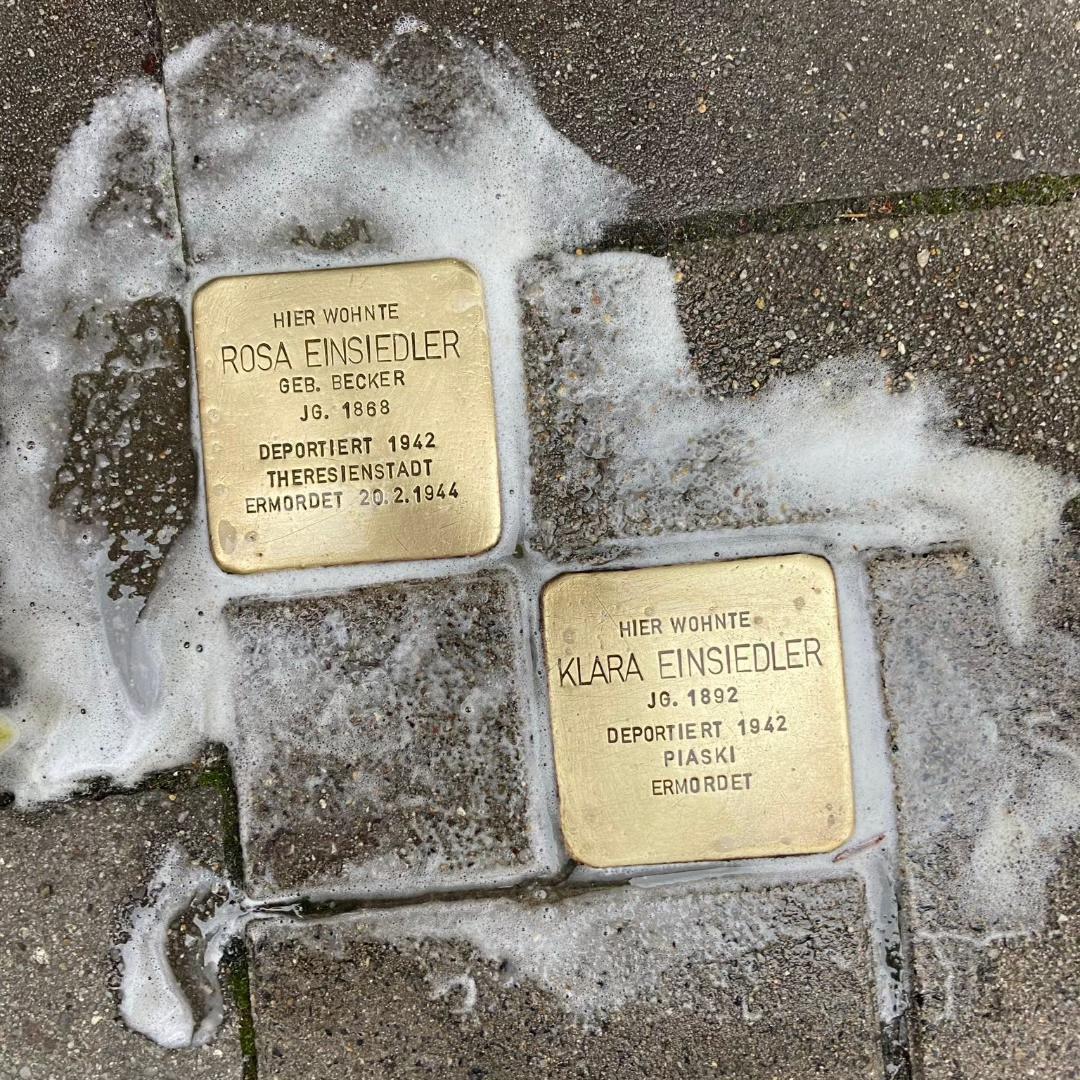 HIER WOHNTE
ROSA EINSIEDLER
GEB. BECKER
JG. 1868
DEPORTIERT 1942
THERESIENSTADT
ERMORDET 20.2.1944
HIER WOHNTE
KLARA EINSIEDLER
JG. 1892
DEPORTIERT 1942
PIASKI
ERMORDET